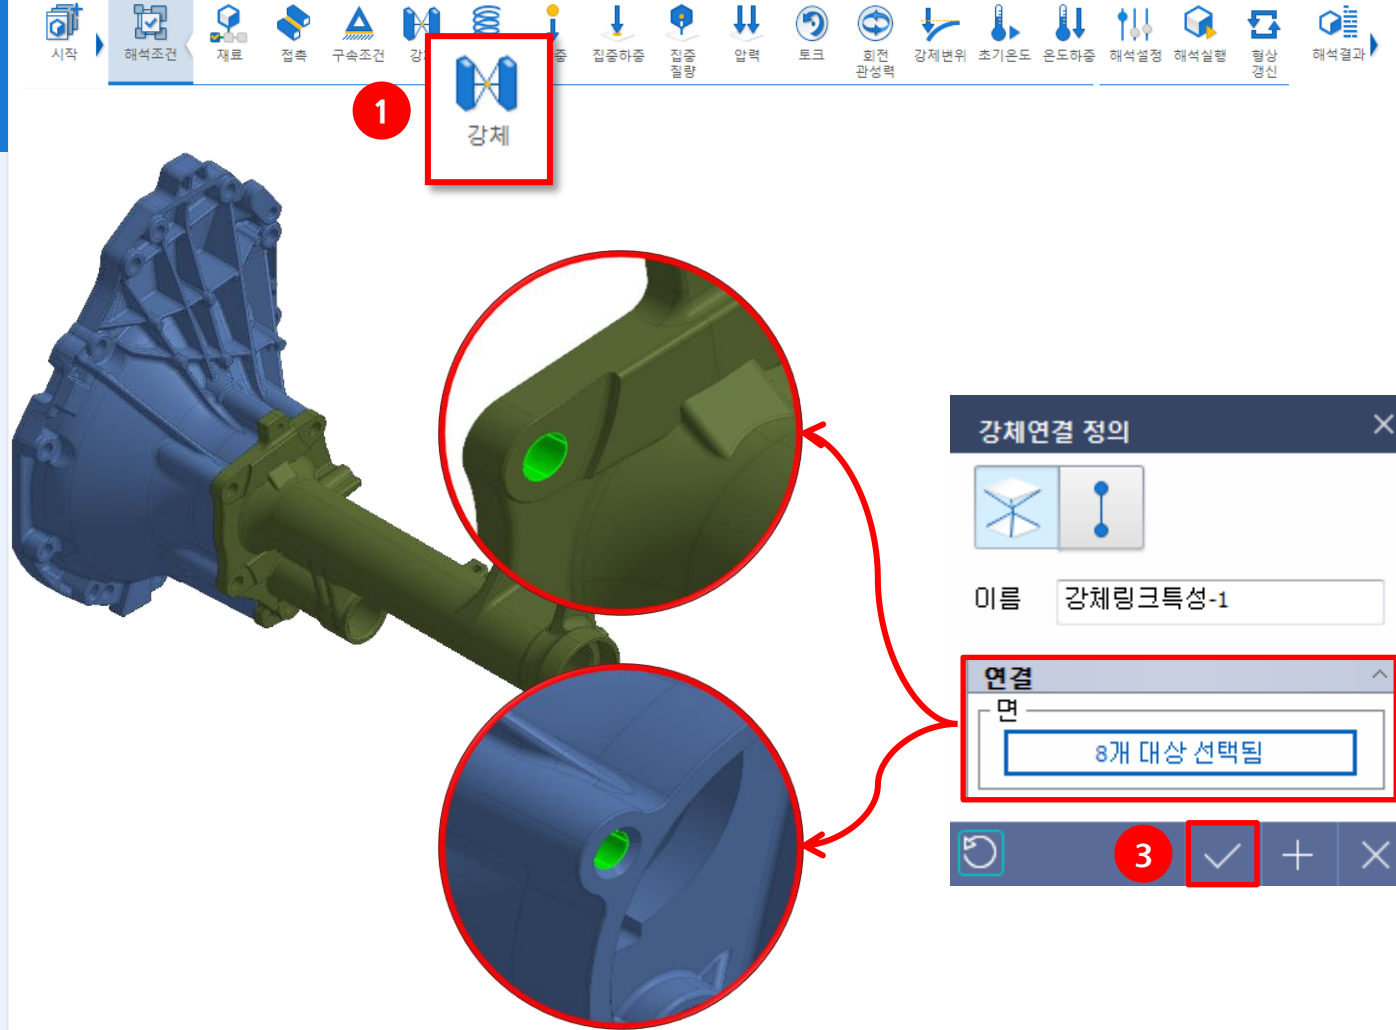 시작
해석조건
재료
접촉
구속조건
중
집중하중
집중
질량
압력
토크
회전
관성력
강제변위
초기온도
온도하중
해석설정
해석실행
형상
갱신
해석결과
1
강체
강체연결 정의
이름
강체링크특성-1
연결
면
8개 대상 선택됨
3